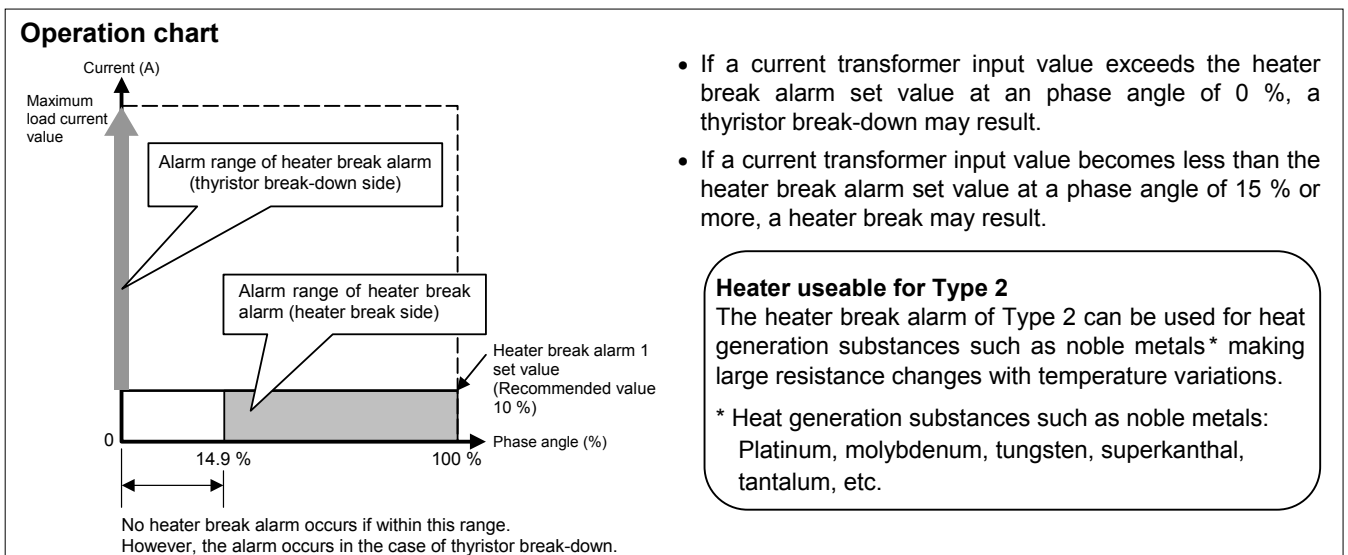 Operation chart
Current (A)
Maximum
load current
value
Alarm range of heater break alarm
(thyristor break-down side)
Alarm range of heater break
alarm (heater break side)
Heater break alarm 1
set value
(Recommended value
10 %)
0
Phase angle (%)
14.9 %
100 %
No heater break alarm occurs if within this range.
However, the alarm occurs in the case of thyristor break-down.
• If a current transformer input value exceeds the heater
break alarm set value at an phase angle of 0 %, a
thyristor break-down may result.
• If a current transformer input value becomes less than the
heater break alarm set value at a phase angle of 15 % or
more, a heater break may result.
Heater useable for Type 2
The heater break alarm of Type 2 can be used for heat
generation substances such as noble metals* making
large resistance changes with temperature variations.
* Heat generation substances such as noble metals:
Platinum, molybdenum, tungsten, superkanthal,
tantalum, etc.